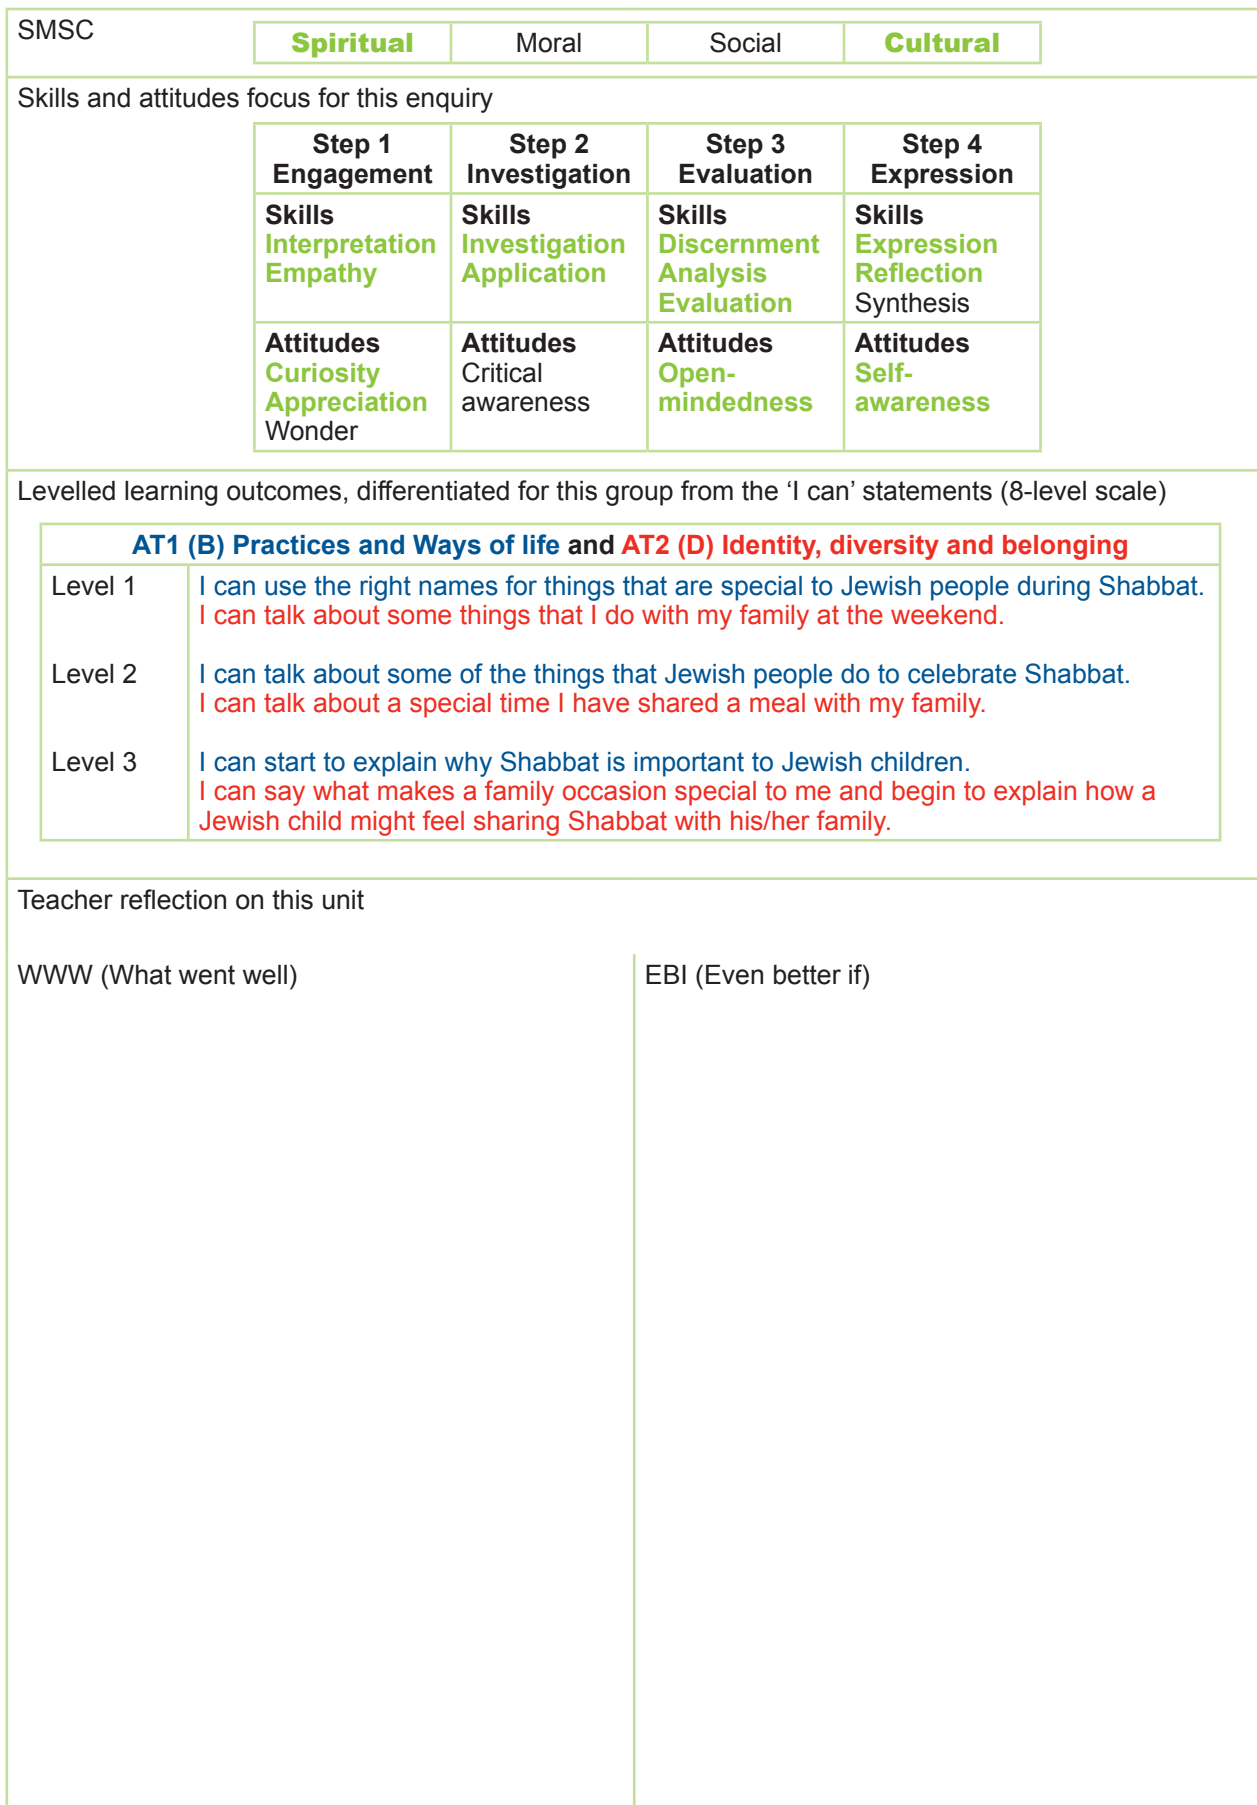 SMSC
Spiritual Moral Social Cultural
Skills and attitudes focus for this enquiry
Step 1 Step 2 Step 3 Step 4
Engagement Investigation Evaluation Expression
Skills Skills Skills Skills
Interpretation Investigation Discernment Expression
Empathy Application Analysis Reflection
Evaluation Synthesis
Attitudes Attitudes Attitudes Attitudes
Curiosity Critical Open- Self-
Appreciation awareness mindedness awareness
Wonder
Levelled learning outcomes, differentiated for this group from the ‘I can’ statements (8-level scale)
AT1 (B) Practices and Ways of life and AT2 (D) Identity, diversity and belonging
Level 1 I can use the right names for things that are special to Jewish people during Shabbat.
I can talk about some things that I do with my family at the weekend.
Level 2 I can talk about some of the things that Jewish people do to celebrate Shabbat.
I can talk about a special time I have shared a meal with my family.
Level 3 I can start to explain why Shabbat is important to Jewish children.
I can say what makes a family occasion special to me and begin to explain how a
Jewish child might feel sharing Shabbat with his/her family.
Teacher reflection on this unit
WWW (What went well) EBI (Even better if)